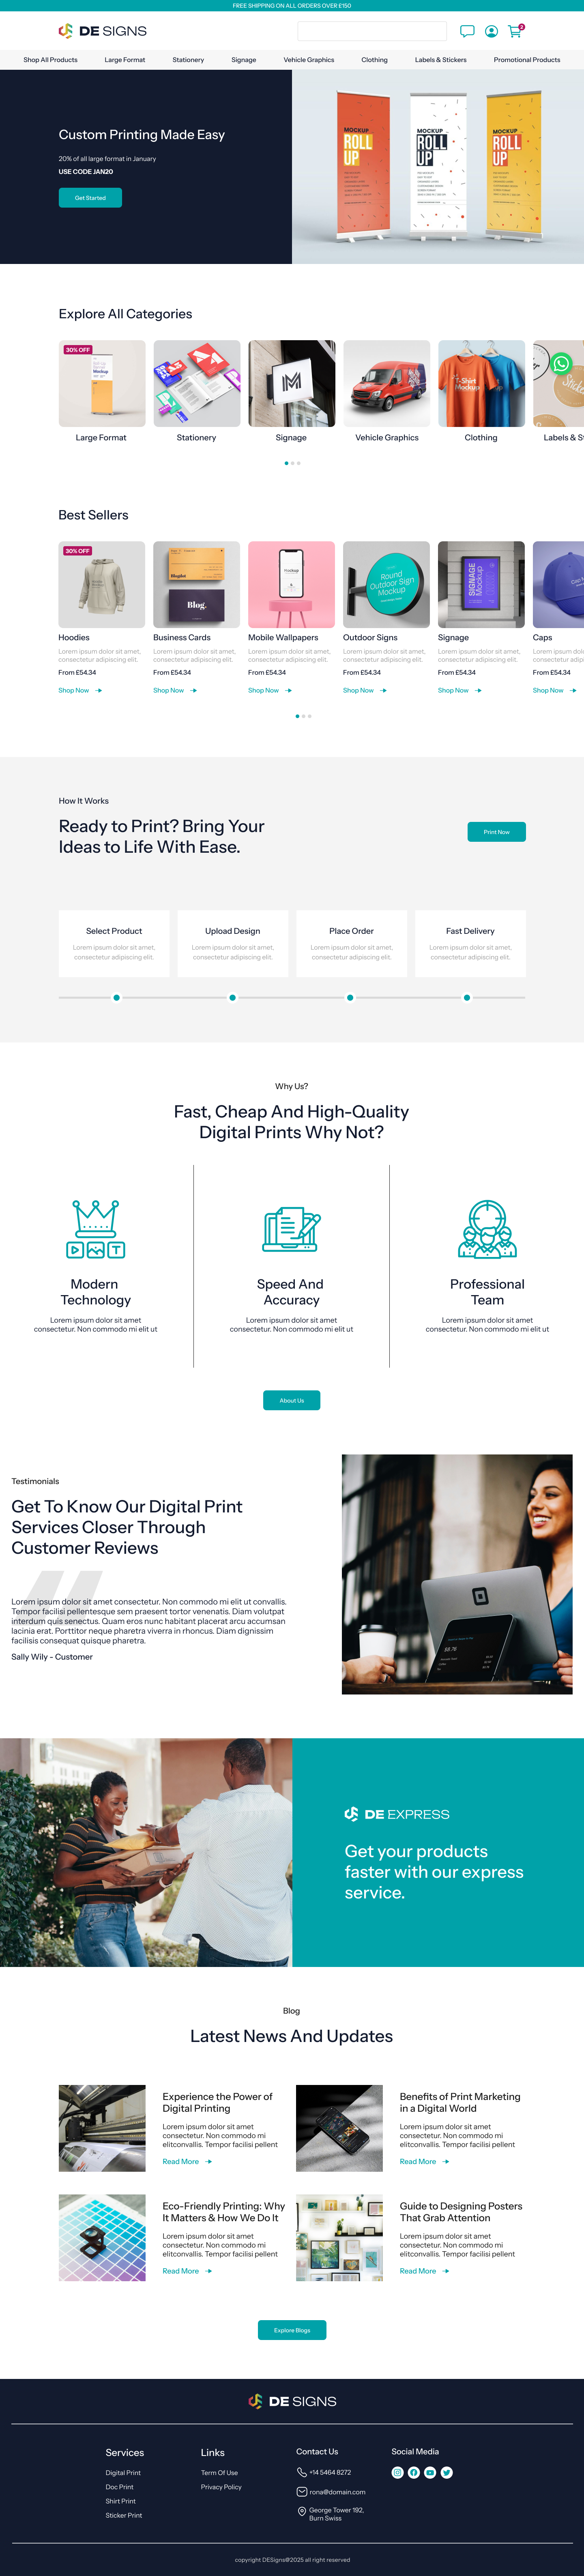 FREE SHIPPING ON ALL ORDERS OVER £150
DE SIGNS
2
Shop All Products
Large Format
Stationery
Signage
Vehicle Graphics
Clothing
Labels & Stickers
Promotional Products
Custom Printing Made Easy
20% of all large format in January
USE CODE JAN20
Get Started
MOCKUP
ROLL
UP
MOCKUP
ROLL
UP
MOCKUP
ROLL
UP
Explore All Categories
30% OFF
Mockup
T-Shirt
Mockup
Large Format
Stationery
Signage
Vehicle Graphics
Clothing
Labels & St
Best Sellers
30% OFF
Blog.
Mockup
Round
Outdoor Sign
Mockup
SIGNAGE
Mockup
Hoodies
Lorem ipsum dolor sit amet,
consectetur adipiscing elit.
From £54.34
Shop Now
Business Cards
Lorem ipsum dolor sit amet,
consectetur adipiscing elit.
From £54.34
Shop Now
Mobile Wallpapers
Lorem ipsum dolor sit amet,
consectetur adipiscing elit.
From £54.34
Shop Now
Outdoor Signs
Lorem ipsum dolor sit amet,
consectetur adipiscing elit.
From £54.34
Shop Now
Signage
Lorem ipsum dolor sit amet,
consectetur adipiscing elit.
From £54.34
Shop Now
Caps
Lorem ipsum
consectetur
From £54.34
Shop Now
How It Works
Ready to Print? Bring Your
Ideas to Life With Ease.
Print Now
Select Product
Lorem ipsum dolor sit amet,
consectetur adipiscing elit.
Upload Design
Lorem ipsum dolor sit amet,
consectetur adipiscing elit.
Place Order
Lorem ipsum dolor sit amet,
consectetur adipiscing elit.
Fast Delivery
Lorem ipsum dolor sit amet,
consectetur adipiscing elit.
Why Us?
Fast, Cheap And High-Quality
Digital Prints Why Not?
T
Modern
Technology
Lorem ipsum dolor sit amet
consectetur. Non commodo mi elit ut
Speed And
Accuracy
Lorem ipsum dolor sit amet
consectetur. Non commodo mi elit ut
Professional
Team
Lorem ipsum dolor sit amet
consectetur. Non commodo mi elit ut
About Us
Testimonials
Get To Know Our Digital Print
Services Closer Through
Customer Reviews
Lorem ipsum dolor sit amet consectetur. Non commodo mi elit ut convallis.
Tempor facilisi pellentesque sem praesent tortor venenatis. Diam volutpat
interdum quis senectus. Quam eros nunc habitant placerat arcu accumsan
lacinia erat. Porttitor neque pharetra viverra in rhoncus. Diam dignissim
facilisis consequat quisque pharetra.
Sally Wily - Customer
DE EXPRESS
Get your products
faster with our express
service.
Blog
Latest News And Updates
Experience the Power of
Digital Printing
Lorem ipsum dolor sit amet
consectetur. Non commodo mi
elitconvallis. Tempor facilisi pellent
Read More
Benefits of Print Marketing
in a Digital World
Lorem ipsum dolor sit amet
consectetur. Non commodo mi
elitconvallis. Tempor facilisi pellent
Read More
Eco-Friendly Printing: Why
It Matters & How We Do It
Lorem ipsum dolor sit amet
consectetur. Non commodo mi
elitconvallis. Tempor facilisi pellent
Read More
Guide to Designing Posters
That Grab Attention
Lorem ipsum dolor sit amet
consectetur. Non commodo mi
elitconvallis. Tempor facilisi pellent
Read More
Explore Blogs
DE SIGNS
Services
Digital Print
Doc Print
Shirt Print
Sticker Print
Links
Term Of Use
Privacy Policy
Contact Us
+14 5464 8272
rona@domain.com
George Tower 192,
Burn Swiss
Social Media
copyright DESigns@2025 all right reserved